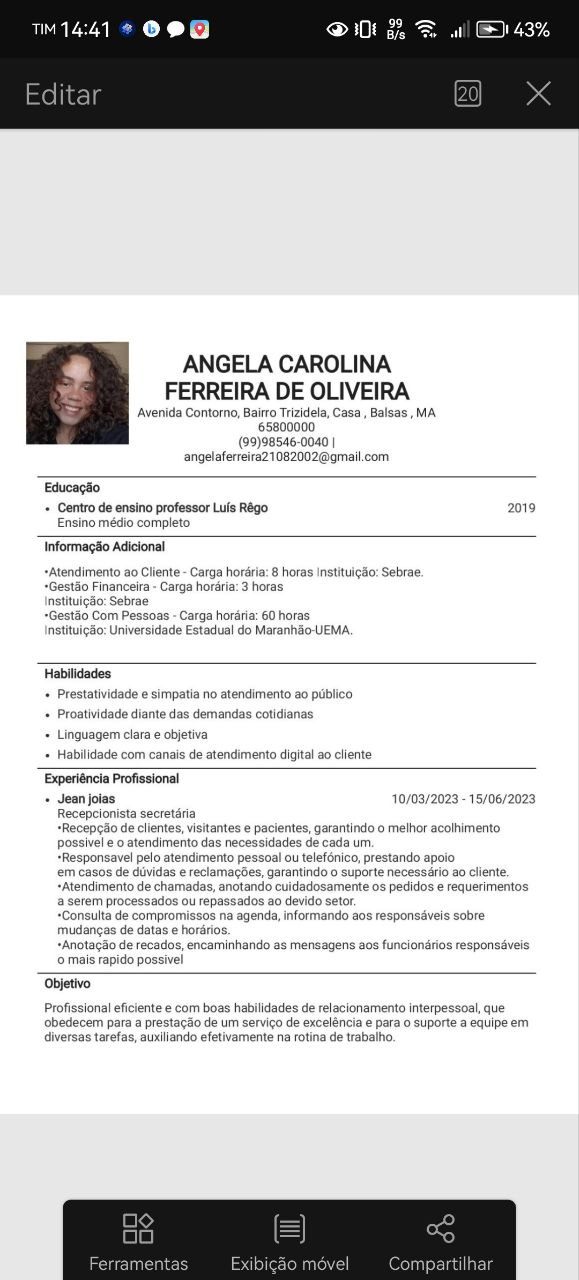 TIM 14:41 99 B/s 43%
Editar 20
ANGELA CAROLINA
FERREIRA DE OLIVEIRA
Avenida Contorno, Bairro Trizidela, Casa , Balsas , MA
65800000
(99)98546-0040 |
angelaferreira21082002@gmail.com
Educação
• Centro de ensino professor Luís Rêgo 2019
Ensino médio completo
Informação Adicional
•Atendimento ao Cliente - Carga horária: 8 horas Instituição: Sebrae.
•Gestão Financeira - Carga horária: 3 horas
Instituição: Sebrae
•Gestão Com Pessoas - Carga horária: 60 horas
Instituição: Universidade Estadual do Maranhão-UEMA.
Habilidades
• Prestatividade e simpatia no atendimento ao público
• Proatividade diante das demandas cotidianas
• Linguagem clara e objetiva
• Habilidade com canais de atendimento digital ao cliente
Experiência Profissional
• Jean joias 10/03/2023 - 15/06/2023
Recepcionista secretária
•Recepção de clientes, visitantes e pacientes, garantindo o melhor acolhimento
possivel e o atendimento das necessidades de cada um.
•Responsavel pelo atendimento pessoal ou telefónico, prestando apoio
em casos de dúvidas e reclamações, garantindo o suporte necessário ao cliente.
•Atendimento de chamadas, anotando cuidadosamente os pedidos e requerimentos
a serem processados ou repassados ao devido setor.
•Consulta de compromissos na agenda, informando aos responsáveis sobre
mudanças de datas e horários.
•Anotação de recados, encaminhando as mensagens aos funcionários responsáveis
o mais rapido possivel
Objetivo
Profissional eficiente e com boas habilidades de relacionamento interpessoal, que
obedecem para a prestação de um serviço de excelência e para o suporte a equipe em
diversas tarefas, auxiliando efetivamente na rotina de trabalho.
Ferramentas Exibição móvel Compartilhar